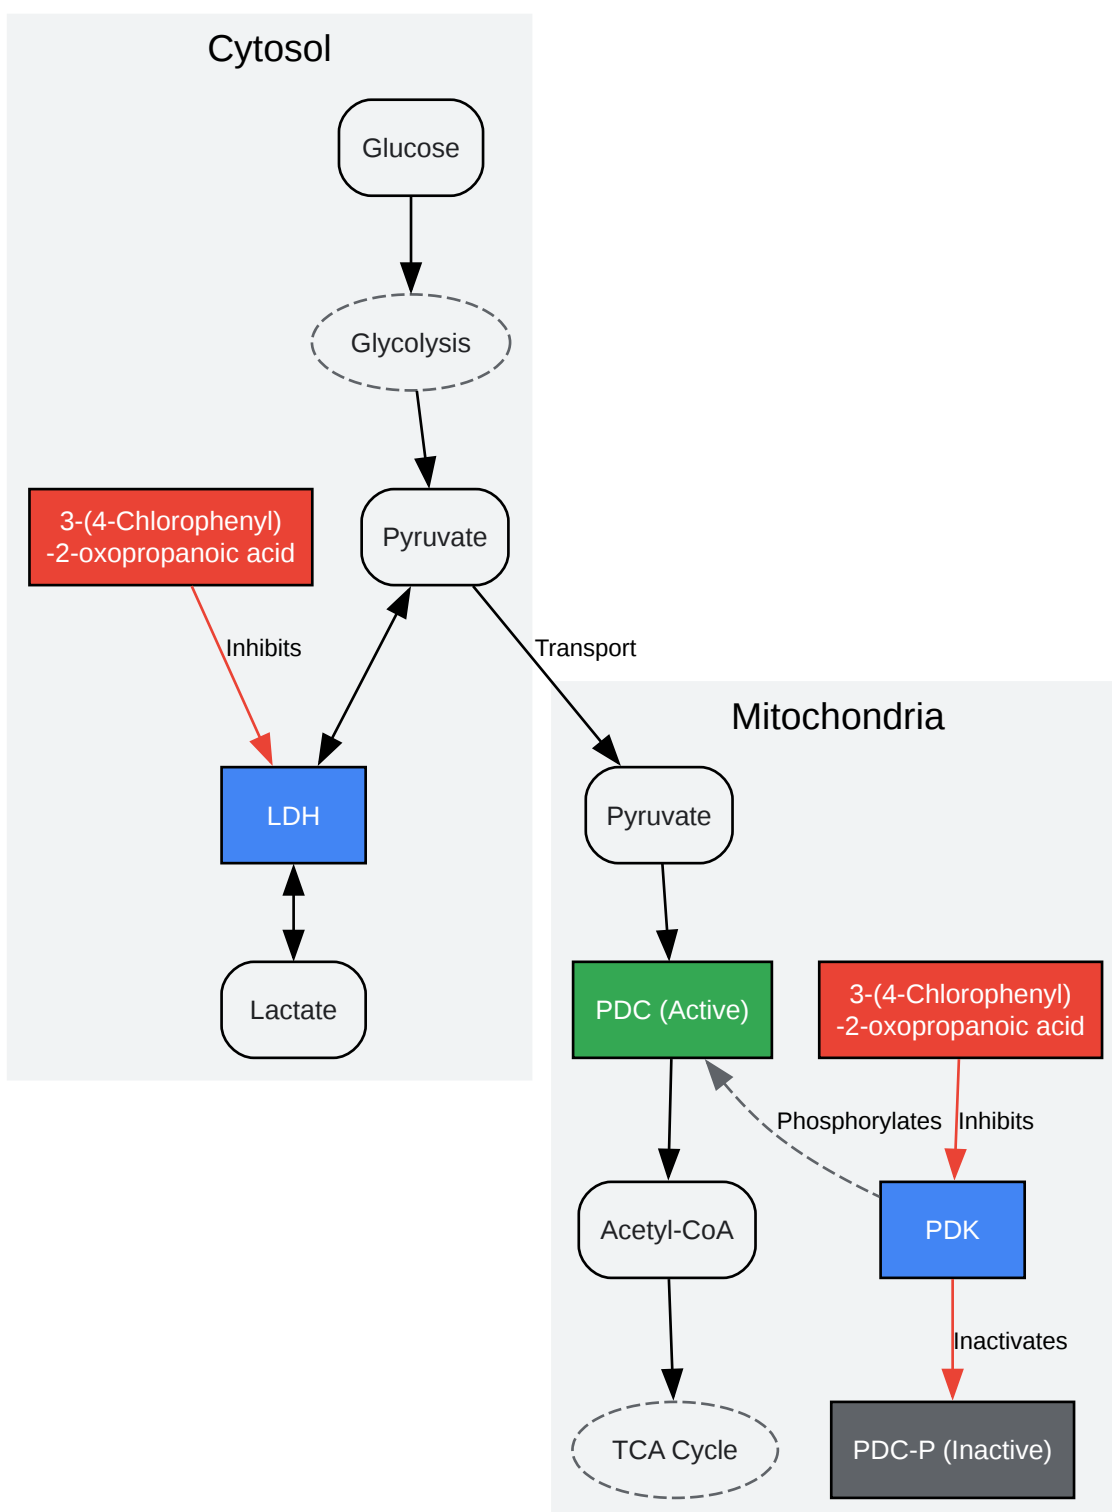 Cytosol
Glucose
Glycolysis
3-(4-Chlorophenyl)
-2-oxopropanoic acid
Pyruvate
Inhibits
Transport
Mitochondria
LDH
Pyruvate
Lactate
PDC (Active)
3-(4-Chlorophenyl)
-2-oxopropanoic acid
Phosphorylates
Inhibits
Acetyl-CoA
PDK
Inactivates
TCA Cycle
PDC-P (Inactive)